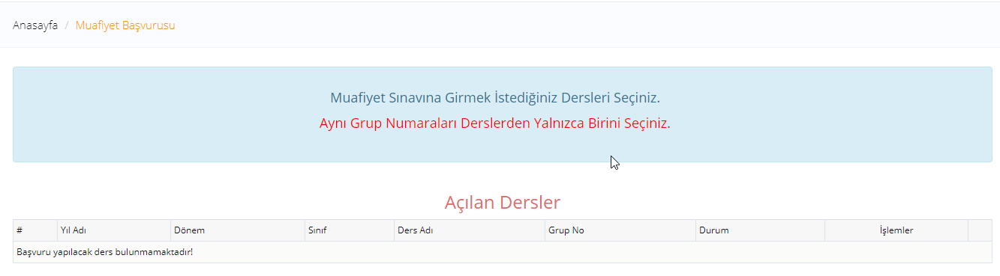 Anasayfa / Muafiyet Başvurusu
Muafiyet Sınavına Girmek İstediğiniz Dersleri Seçiniz.
Aynı Grup Numaraları Derslerden Yalnızca Birini Seçiniz.
Açılan Dersler
# Yıl Adı Dönem Sınıf Ders Adı Grup No Durum İşlemler
Başvuru yapılacak ders bulunmamaktadır!